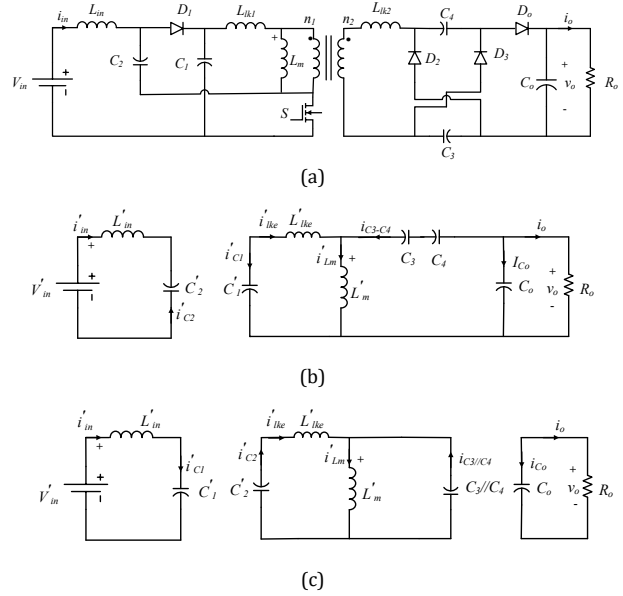 i_in L_in D_1 L_lk1 n_1 n_2 L_lk2 C_4 D_o i_o
V_in + - C_2 C_1 + L_m - D_2 D_3 C_o + v_o - R_o
S
C_3
(a)
i'_in L'_in i'_lke L'_lke i_C3-C4 i_o
+ i'_C1 i'_Lm + C_3 C_4 I_Co
V'_in + - C'_2 C'_1 L'_m C_o + v_o - R_o
i'_C2
(b)
i'_in L'_in i'_lke L'_lke i_o
+ i'_C1 i'_C2 i'_Lm + i_C3//C4 i_Co
V'_in + - C'_1 C'_2 L'_m C_3//C_4 C_o + v_o - R_o
(c)